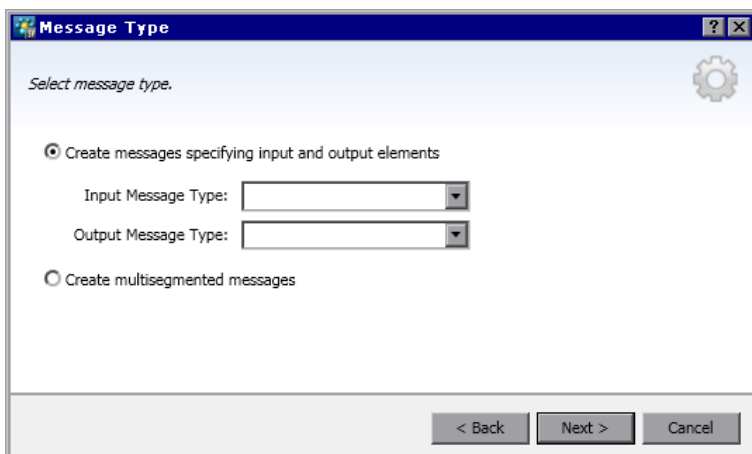 Message Type
Select message type.
Create messages specifying input and output elements
Input Message Type:
Output Message Type:
Create multisegmented messages
< Back Next > Cancel